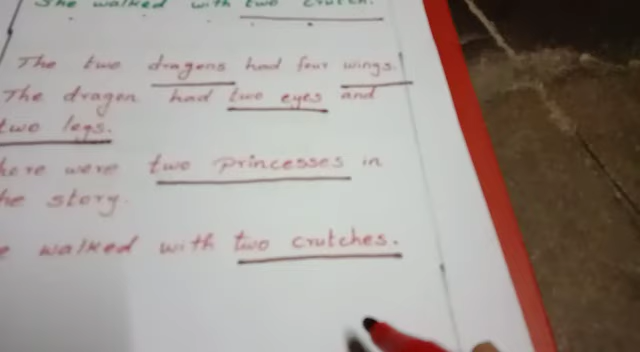 She walked with two crutch.
The two dragons had four wings.
The dragon had two eyes and
two legs.
here were two princesses in
he story.
e walked with two crutches.